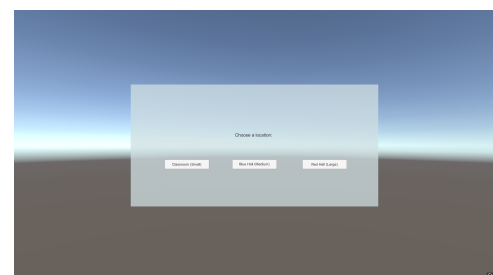 Choose a location:
Classroom (Small)
Blue Hall (Medium)
Red Hall (Large)